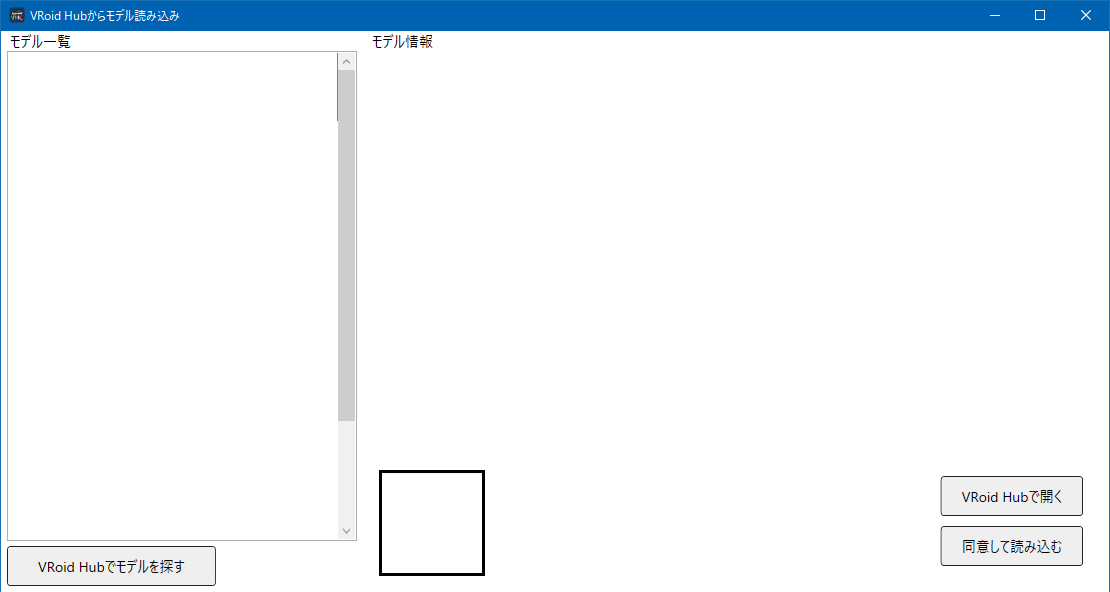 VRoid Hubからモデル読み込み
モデル一覧
モデル情報
VRoid Hubで開く
同意して読み込む
VRoid Hubでモデルを探す